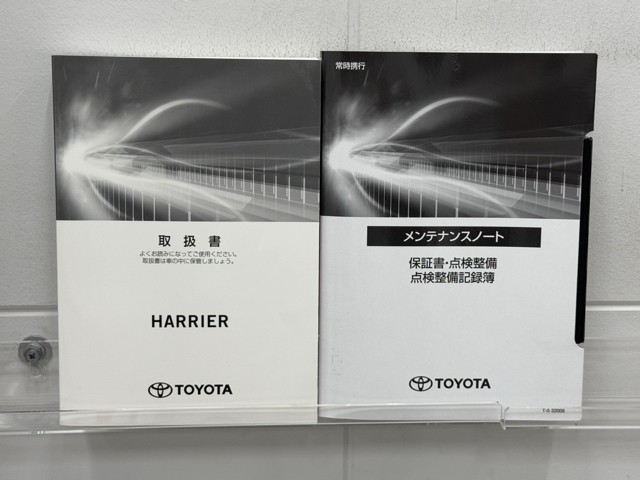 取扱書
よくお読みになってご使用ください。
取扱書は車の中に保管しましょう。
HARRIER
TOYOTA
常時携行
メンテナンスノート
保証書・点検整備
点検整備記録簿
TOYOTA